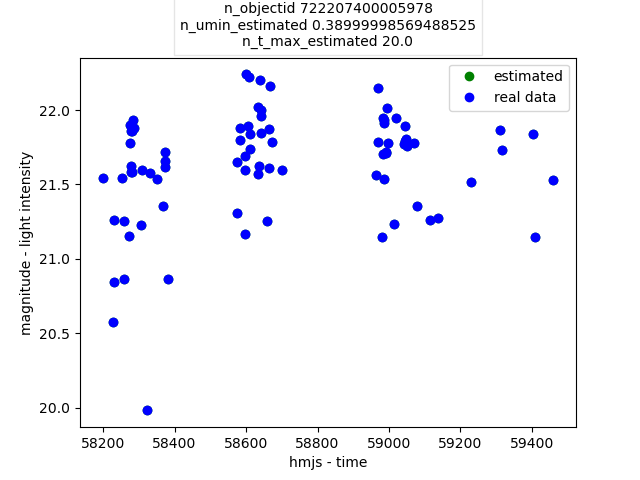 n_objectid 722207400005978
n_umin_estimated 0.38999998569488525
n_t_max_estimated 20.0
estimated
real data
22.0
21.5
21.0
20.5
20.0
magnitude - light intensity
58200 58400 58600 58800 59000 59200 59400
hmjs - time